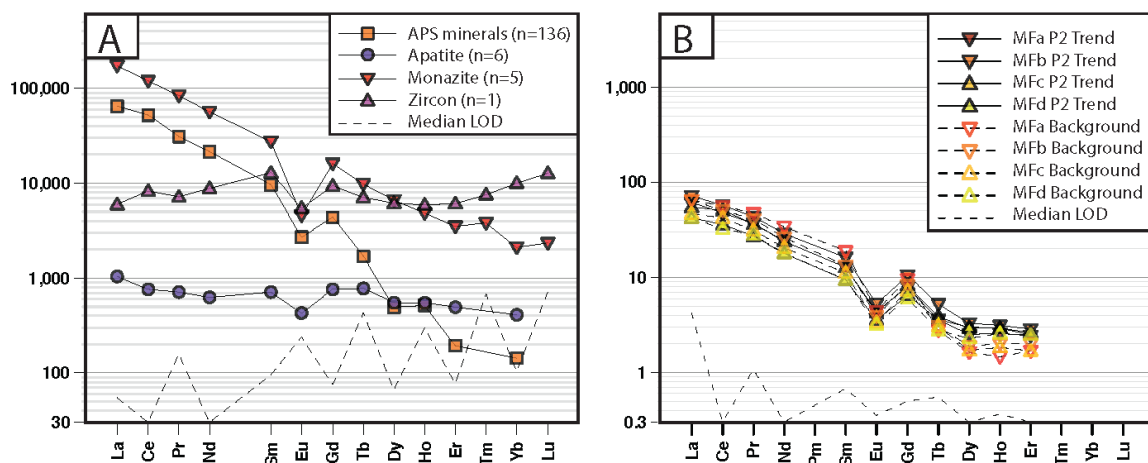 A
APS minerals (n=136)
Apatite (n=6)
Monazite (n=5)
Zircon (n=1)
Median LOD
100,000
10,000
1,000
100
30
La Ce Pr Nd Sm Eu Gd Tb Dy Ho Er Tm Yb Lu
B
MFa P2 Trend
MFb P2 Trend
MFc P2 Trend
MFd P2 Trend
MFa Background
MFb Background
MFc Background
MFd Background
Median LOD
1,000
100
10
1
0.3
La Ce Pr Nd Pm Sm Eu Gd Tb Dy Ho Er Tm Yb Lu